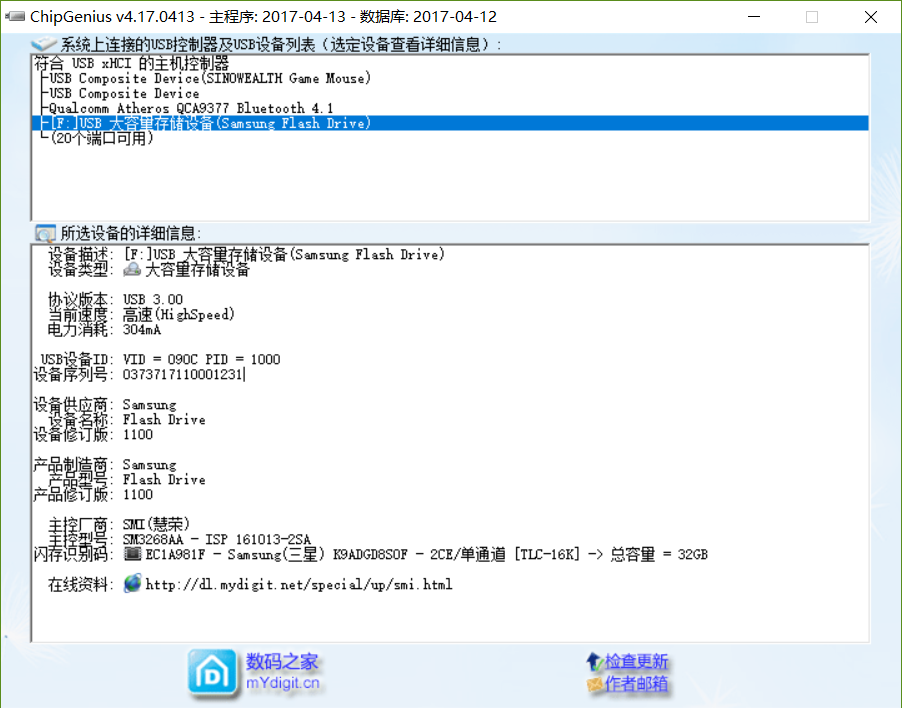 ChipGenius v4.17.0413 - 主程序: 2017-04-13 - 数据库: 2017-04-12
系统上连接的USB控制器及USB设备列表（选定设备查看详细信息）:
符合 USB xHCI 的主机控制器
├USB Composite Device(SINOWEALTH Game Mouse)
├USB Composite Device
├Qualcomm Atheros QCA9377 Bluetooth 4.1
├[F:]USB 大容量存储设备(Samsung Flash Drive)
└(20个端口可用)
所选设备的详细信息:
设备描述: [F:]USB 大容量存储设备(Samsung Flash Drive)
设备类型: 大容量存储设备
协议版本: USB 3.00
当前速度: 高速(HighSpeed)
电力消耗: 304mA
USB设备ID: VID = 090C PID = 1000
设备序列号: 0373717110001231
设备供应商: Samsung
设备名称: Flash Drive
设备修订版: 1100
产品制造商: Samsung
产品型号: Flash Drive
产品修订版: 1100
主控厂商: SMI(慧荣)
主控型号: SM3268AA - ISP 161013-2SA
闪存识别码: EC1A981F - Samsung(三星) K9ADGD8S0F - 2CE/单通道 [TLC-16K] -> 总容量 = 32GB
在线资料: http://dl.mydigit.net/special/up/smi.html
数码之家
mYdigit.cn
检查更新
作者邮箱